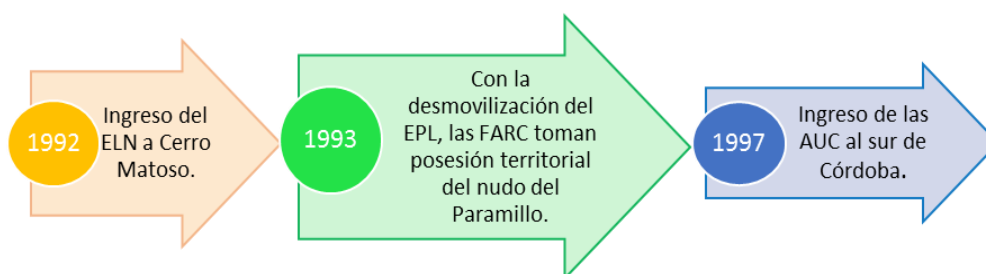 1992
Ingreso del
ELN a Cerro
Matoso.
1993
Con la
desmovilización del
EPL, las FARC toman
posesión territorial
del nudo del
Paramillo.
1997
Ingreso de las
AUC al sur de
Córdoba.